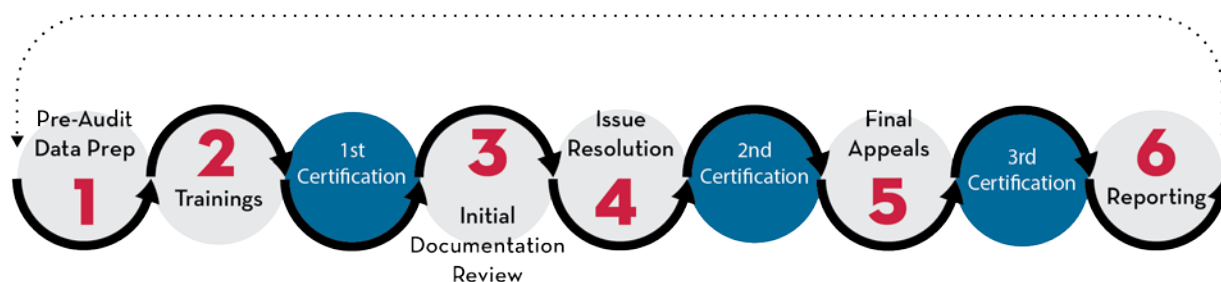 Pre-Audit
Data Prep
1
2
Trainings
1st
Certification
3
Initial
Documentation
Review
Issue
Resolution
4
2nd
Certification
Final
Appeals
5
3rd
Certification
6
Reporting